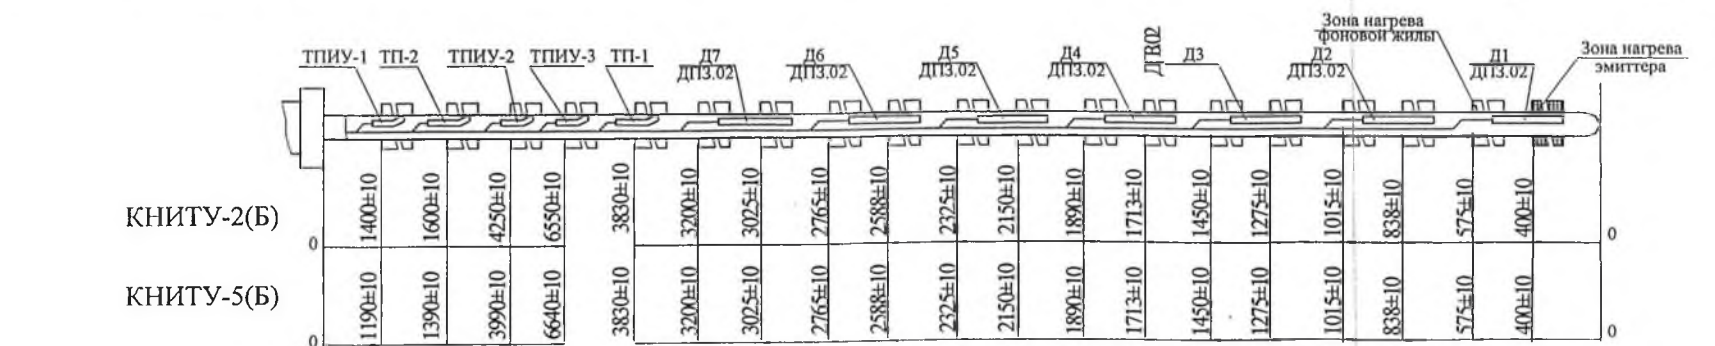 Зона нагрева
фоновой жилы
Зона нагрева
эмиттера
ТПИУ-1 ТП-2 ТПИУ-2 ТПИУ-3 ТП-1 Д7 Д6 Д5 Д4 Д3 Д2 Д1
ДПЗ.02 ДПЗ.02 ДПЗ.02 ДПЗ.02 ДПЗ.02 ДПЗ.02
КНИТУ-2(Б)
0 1400±10 1600±10 4250±10 6550±10 3830±10 3200±10 3025±10 2765±10 2588±10 2325±10 2150±10 1890±10 1713±10 1450±10 1275±10 1015±10 838±10 575±10 400±10 0
КНИТУ-5(Б)
0 1190±10 1390±10 3990±10 6640±10 3830±10 3200±10 3025±10 2765±10 2588±10 2325±10 2150±10 1890±10 1713±10 1450±10 1275±10 1015±10 838±10 575±10 400±10 0